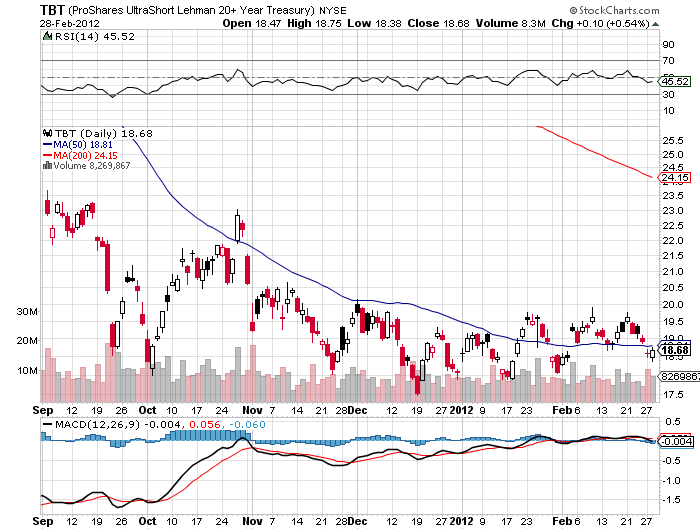 TBT (ProShares UltraShort Lehman 20+ Year Treasury) NYSE © StockCharts.com
28-Feb-2012 Open 18.47 High 18.75 Low 18.38 Close 18.68 Volume 8.3M Chg +0.10 (+0.54%)
RSI(14) 45.52
90
70
50
45.52
30
10
TBT (Daily) 18.68
MA(50) 18.81
MA(200) 24.15
Volume 8,269,867
25.5
25.0
24.5
24.15
23.5
23.0
22.5
22.0
21.5
21.0
20.5
20.0
19.5
19.0
18.68
17.5
8269867
30M
20M
10M
Sep 12 19 26 Oct 10 17 24 Nov 7 14 21 28 Dec 12 19 27 2012 9 17 23 Feb 6 13 21 27
MACD(12,26,9) -0.004, 0.056, -0.060
0.5
-0.004
-0.5
-1.0
-1.5
Sep 12 19 26 Oct 10 17 24 Nov 7 14 21 28 Dec 12 19 27 2012 9 17 23 Feb 6 13 21 27